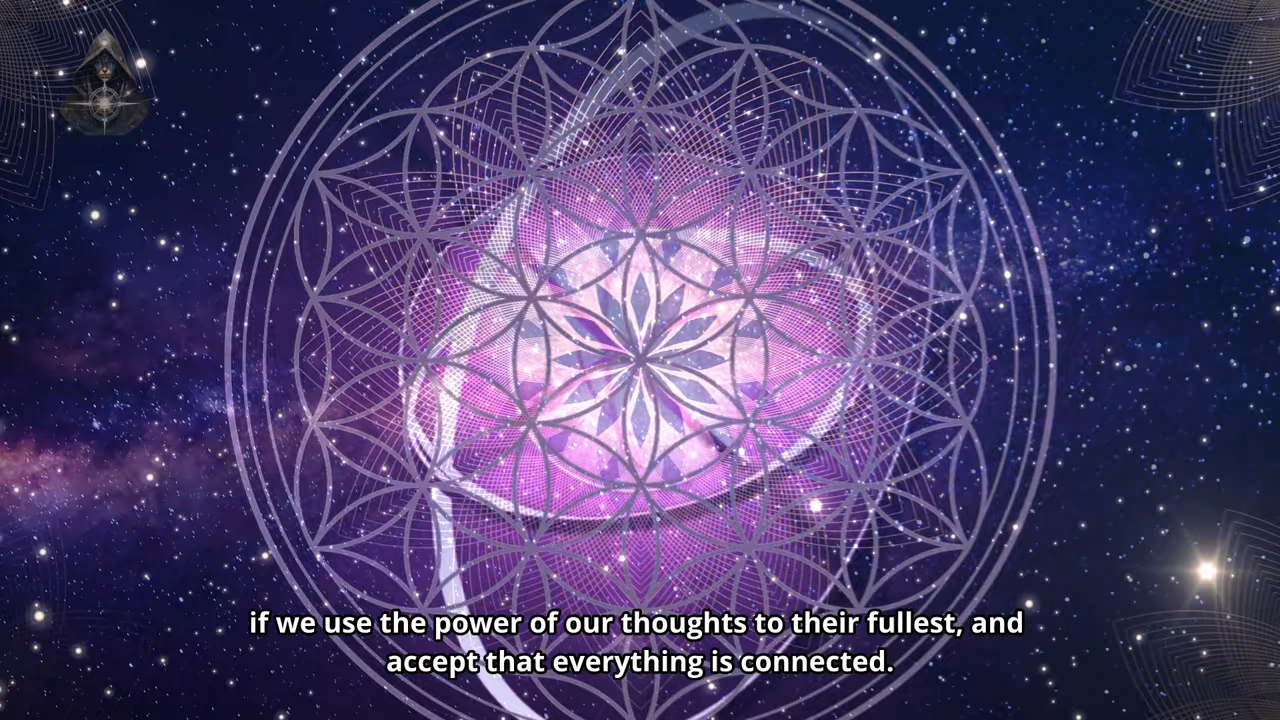 if we use the power of our thoughts to their fullest, and
accept that everything is connected.